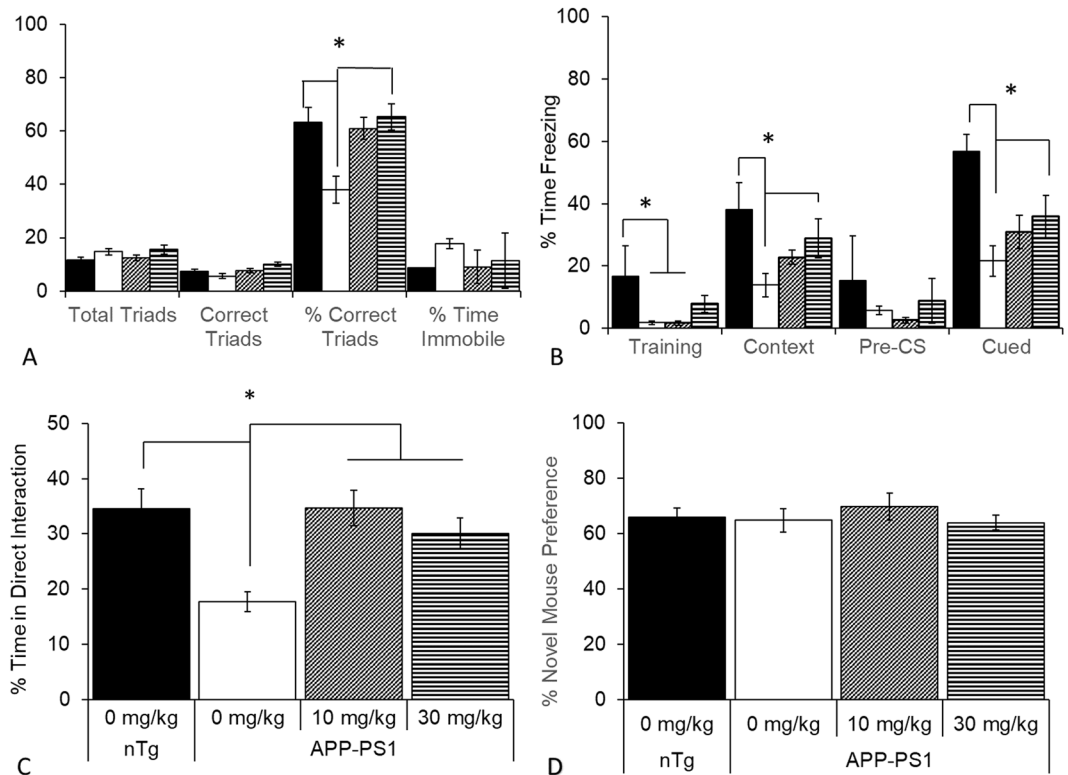 100
80
60
40
20
0
*
Total Triads
Correct
Triads
% Correct
Triads
% Time
Immobile
A
% Time Freezing
100
80
60
40
20
0
*
*
*
Training
Context
Pre-CS
Cued
B
% Time in Direct Interaction
50
40
30
20
10
0
*
0 mg/kg
0 mg/kg
10 mg/kg
30 mg/kg
nTg
APP-PS1
C
% Novel Mouse Preference
100
80
60
40
20
0
0 mg/kg
0 mg/kg
10 mg/kg
30 mg/kg
nTg
APP-PS1
D